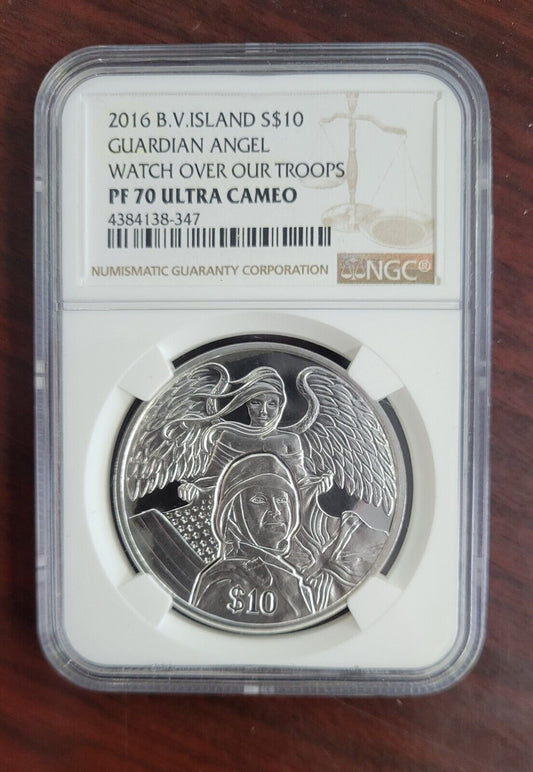 2016 B.V.ISLAND S$10
GUARDIAN ANGEL
WATCH OVER OUR TROOPS
PF 70 ULTRA CAMEO
4384138-347
NUMISMATIC GUARANTY CORPORATION
NGC®
$10